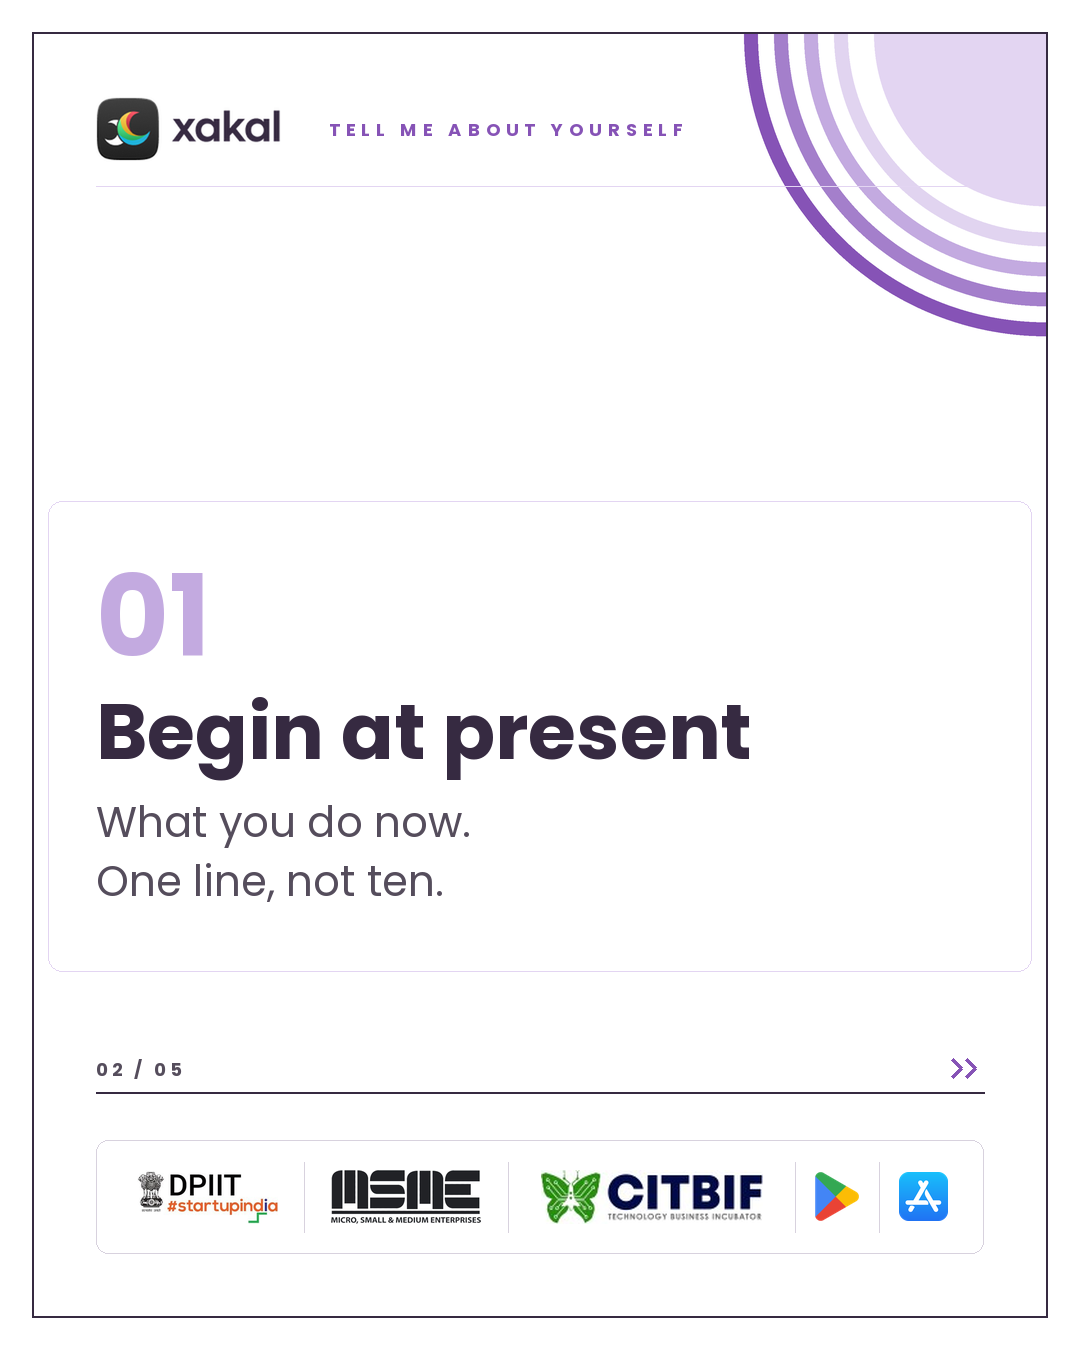 xakal
TELL ME ABOUT YOURSELF
01
Begin at present
What you do now.
One line, not ten.
02 / 05
DPIIT
#startupindia
MSME
MICRO, SMALL & MEDIUM ENTERPRISES
CITBIF
TECHNOLOGY BUSINESS INCUBATOR